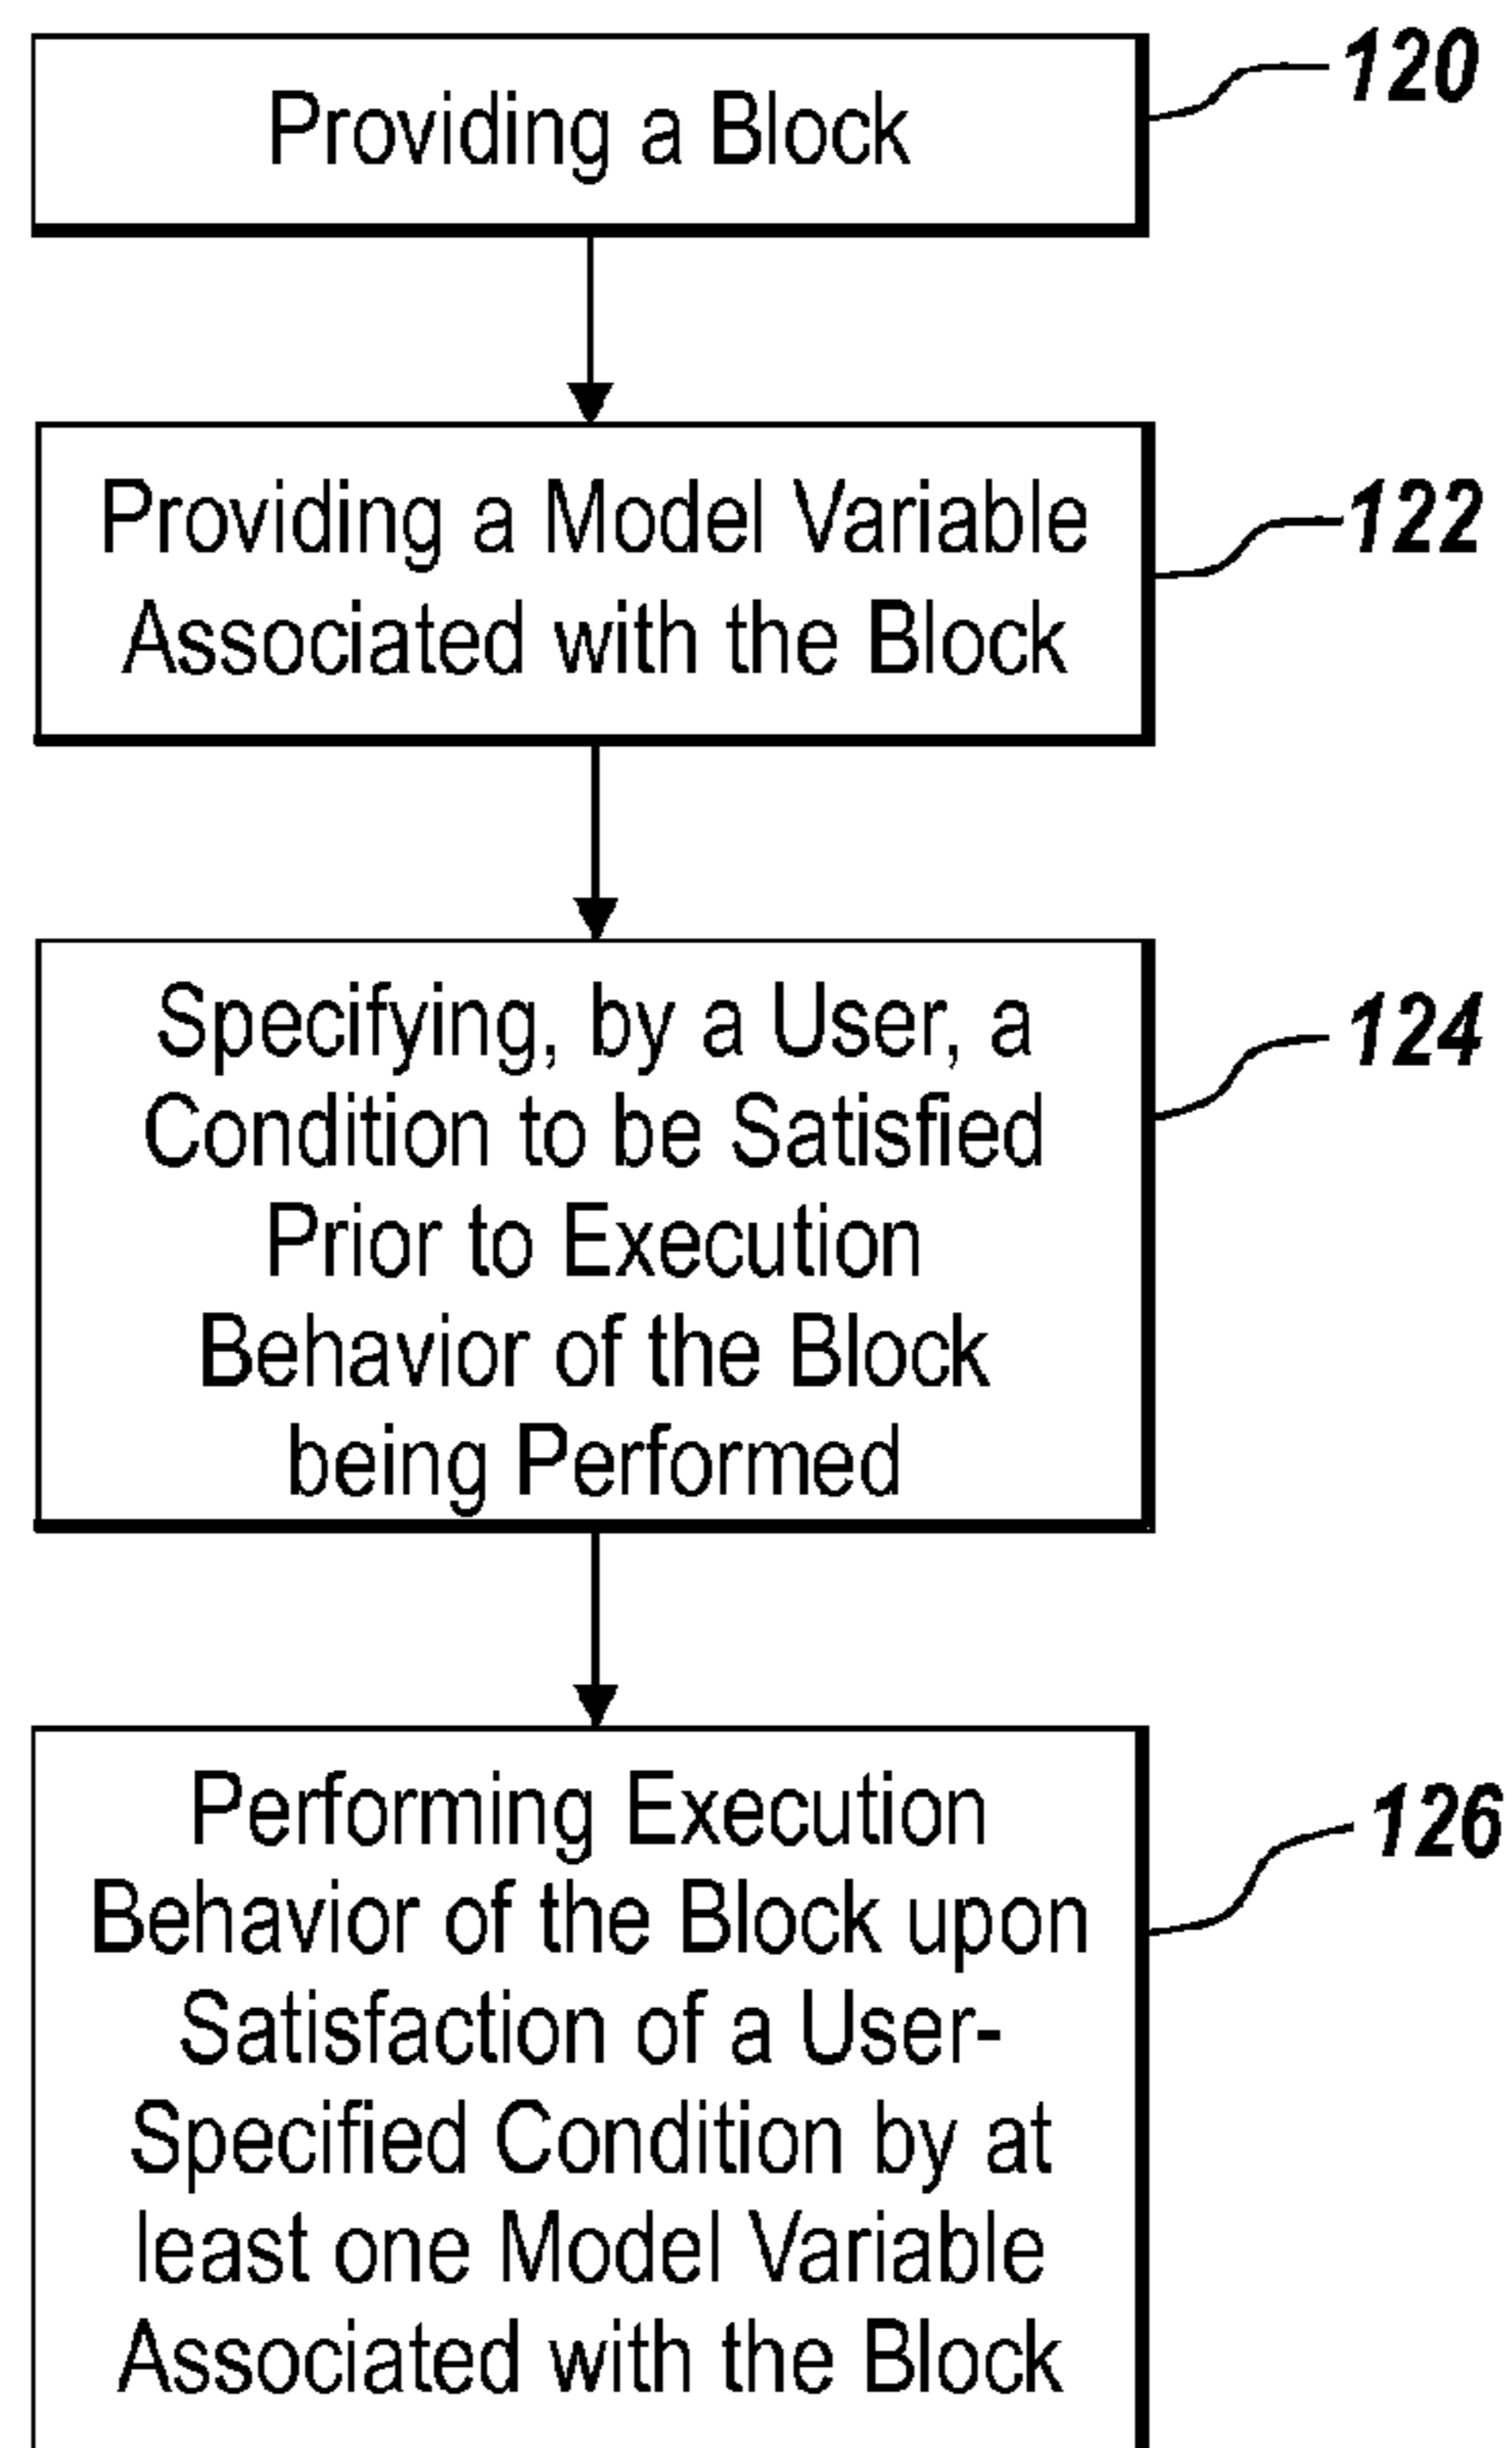 Providing a Block
120
Providing a Model Variable
Associated with the Block
122
Specifying, by a User, a
Condition to be Satisfied
Prior to Execution
Behavior of the Block
being Performed
124
Performing Execution
Behavior of the Block upon
Satisfaction of a User-
Specified Condition by at
least one Model Variable
Associated with the Block
126